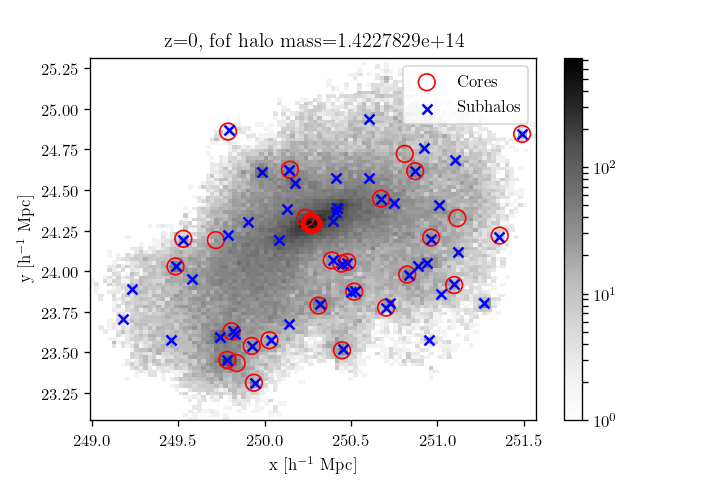 z=0, fof halo mass=1.4227829e+14
Cores
Subhalos
25.25
25.00
24.75
24.50
24.25
24.00
23.75
23.50
23.25
y [h⁻¹ Mpc]
249.0 249.5 250.0 250.5 251.0 251.5
x [h⁻¹ Mpc]
10²
10¹
10⁰